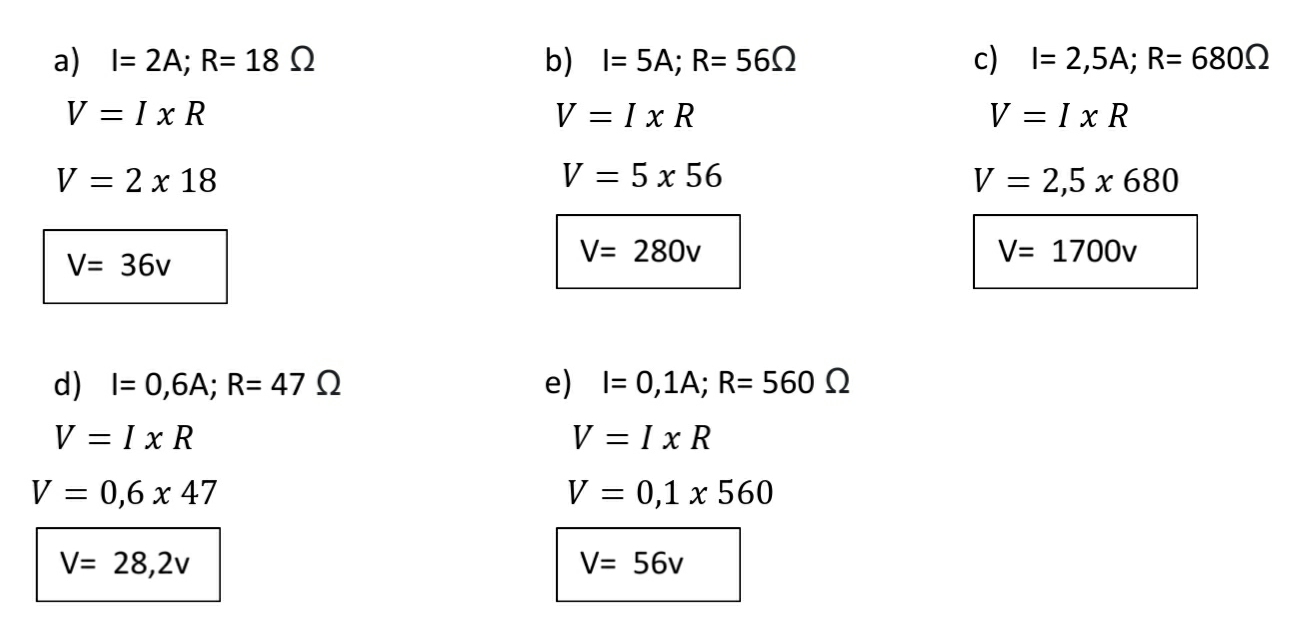 a) I= 2A; R= 18 Ω
V = I x R
V = 2 x 18
V= 36v
b) I= 5A; R= 56Ω
V = I x R
V = 5 x 56
V= 280v
c) I= 2,5A; R= 680Ω
V = I x R
V = 2,5 x 680
V= 1700v
d) I= 0,6A; R= 47 Ω
V = I x R
V = 0,6 x 47
V= 28,2v
e) I= 0,1A; R= 560 Ω
V = I x R
V = 0,1 x 560
V= 56v